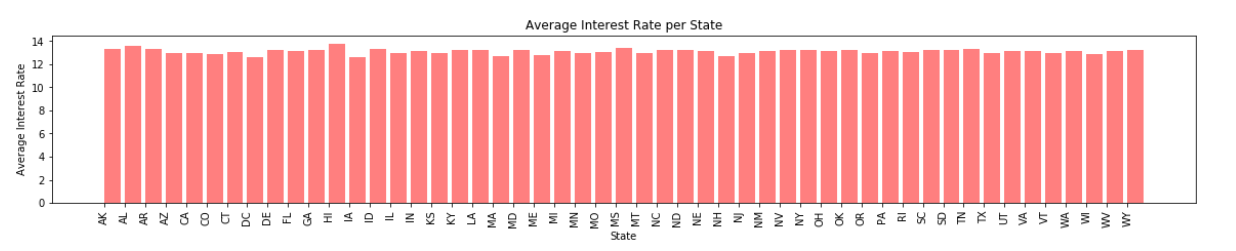 Average Interest Rate per State
Average Interest Rate
14
12
10
8
6
4
2
0
AK AL AR AZ CA CO CT DC DE FL GA HI IA ID IL IN KS KY LA MA MD ME MI MN MO MS MT NC ND NE NH NJ NM NV NY OH OK OR PA RI SC SD TN TX UT VA VT WA WI WV WY
State